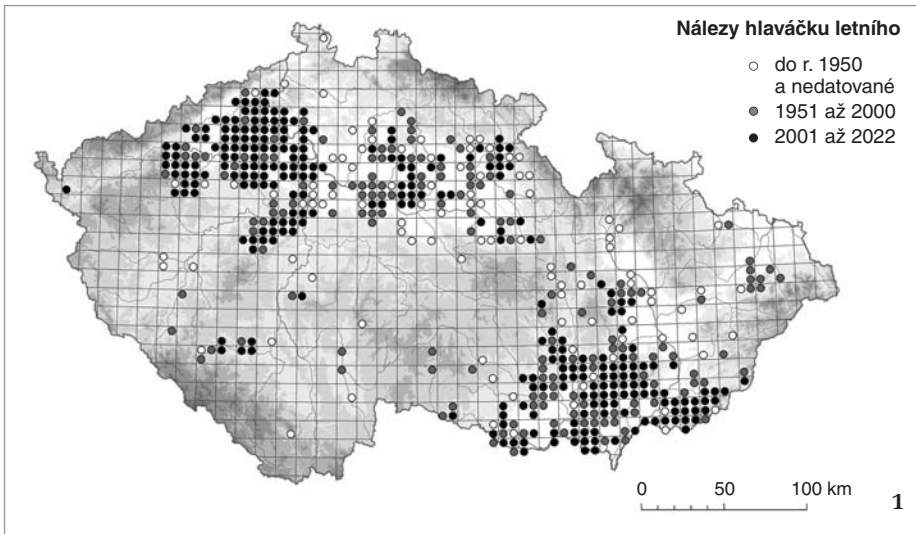 Nálezy hlaváčku letního
do r. 1950
a nedatované
1951 až 2000
2001 až 2022
0 50 100 km
1